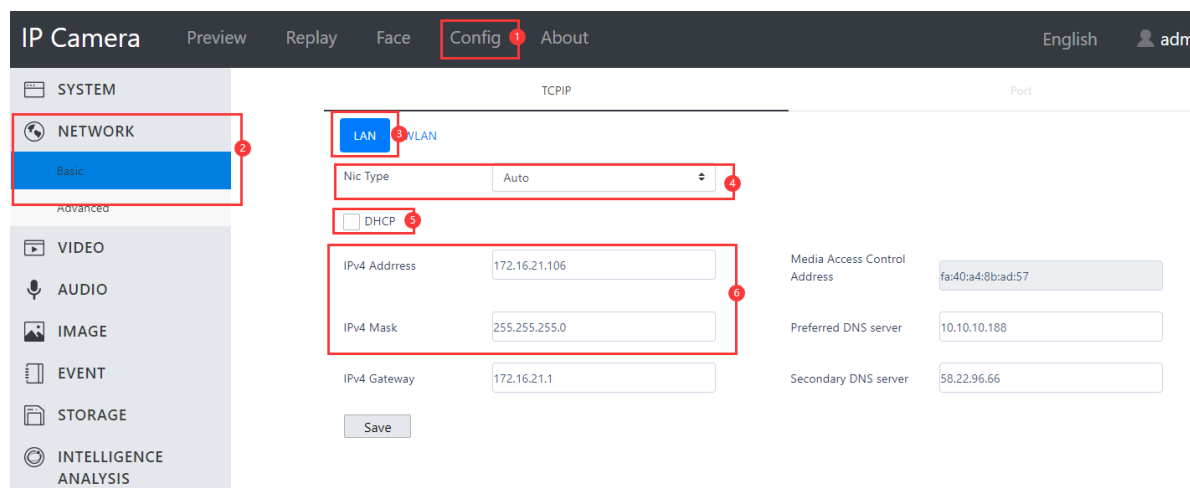 IP Camera Preview Replay Face Config 1 About English adm
SYSTEM
NETWORK
2
Basic
Advanced
VIDEO
AUDIO
IMAGE
EVENT
STORAGE
INTELLIGENCE
ANALYSIS
TCPIP Port
LAN 3 WLAN
Nic Type Auto 4
DHCP 5
IPv4 Addrress 172.16.21.106
Media Access Control
Address fa:40:a4:8b:ad:57
6
IPv4 Mask 255.255.255.0 Preferred DNS server 10.10.10.188
IPv4 Gateway 172.16.21.1 Secondary DNS server 58.22.96.66
Save